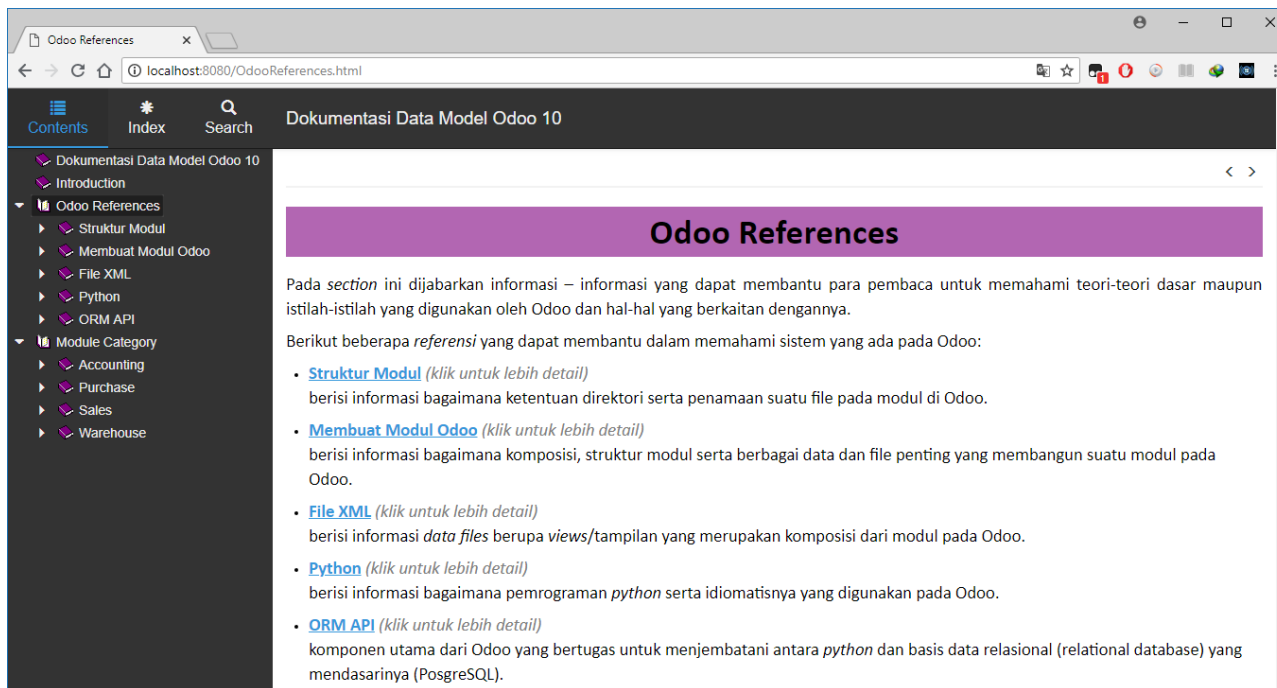 Odoo References
localhost:8080/OdooReferences.html
1
Contents
Index
Search
Dokumentasi Data Model Odoo 10
Dokumentasi Data Model Odoo 10
Introduction
Odoo References
Struktur Modul
Membuat Modul Odoo
File XML
Python
ORM API
Module Category
Accounting
Purchase
Sales
Warehouse
Odoo References
Pada section ini dijabarkan informasi – informasi yang dapat membantu para pembaca untuk memahami teori-teori dasar maupun
istilah-istilah yang digunakan oleh Odoo dan hal-hal yang berkaitan dengannya.
Berikut beberapa referensi yang dapat membantu dalam memahami sistem yang ada pada Odoo:
• Struktur Modul (klik untuk lebih detail)
berisi informasi bagaimana ketentuan direktori serta penamaan suatu file pada modul di Odoo.
• Membuat Modul Odoo (klik untuk lebih detail)
berisi informasi bagaimana komposisi, struktur modul serta berbagai data dan file penting yang membangun suatu modul pada
Odoo.
• File XML (klik untuk lebih detail)
berisi informasi data files berupa views/tampilan yang merupakan komposisi dari modul pada Odoo.
• Python (klik untuk lebih detail)
berisi informasi bagaimana pemrograman python serta idiomatisnya yang digunakan pada Odoo.
• ORM API (klik untuk lebih detail)
komponen utama dari Odoo yang bertugas untuk menjembatani antara python dan basis data relasional (relational database) yang
mendasarinya (PosgreSQL).